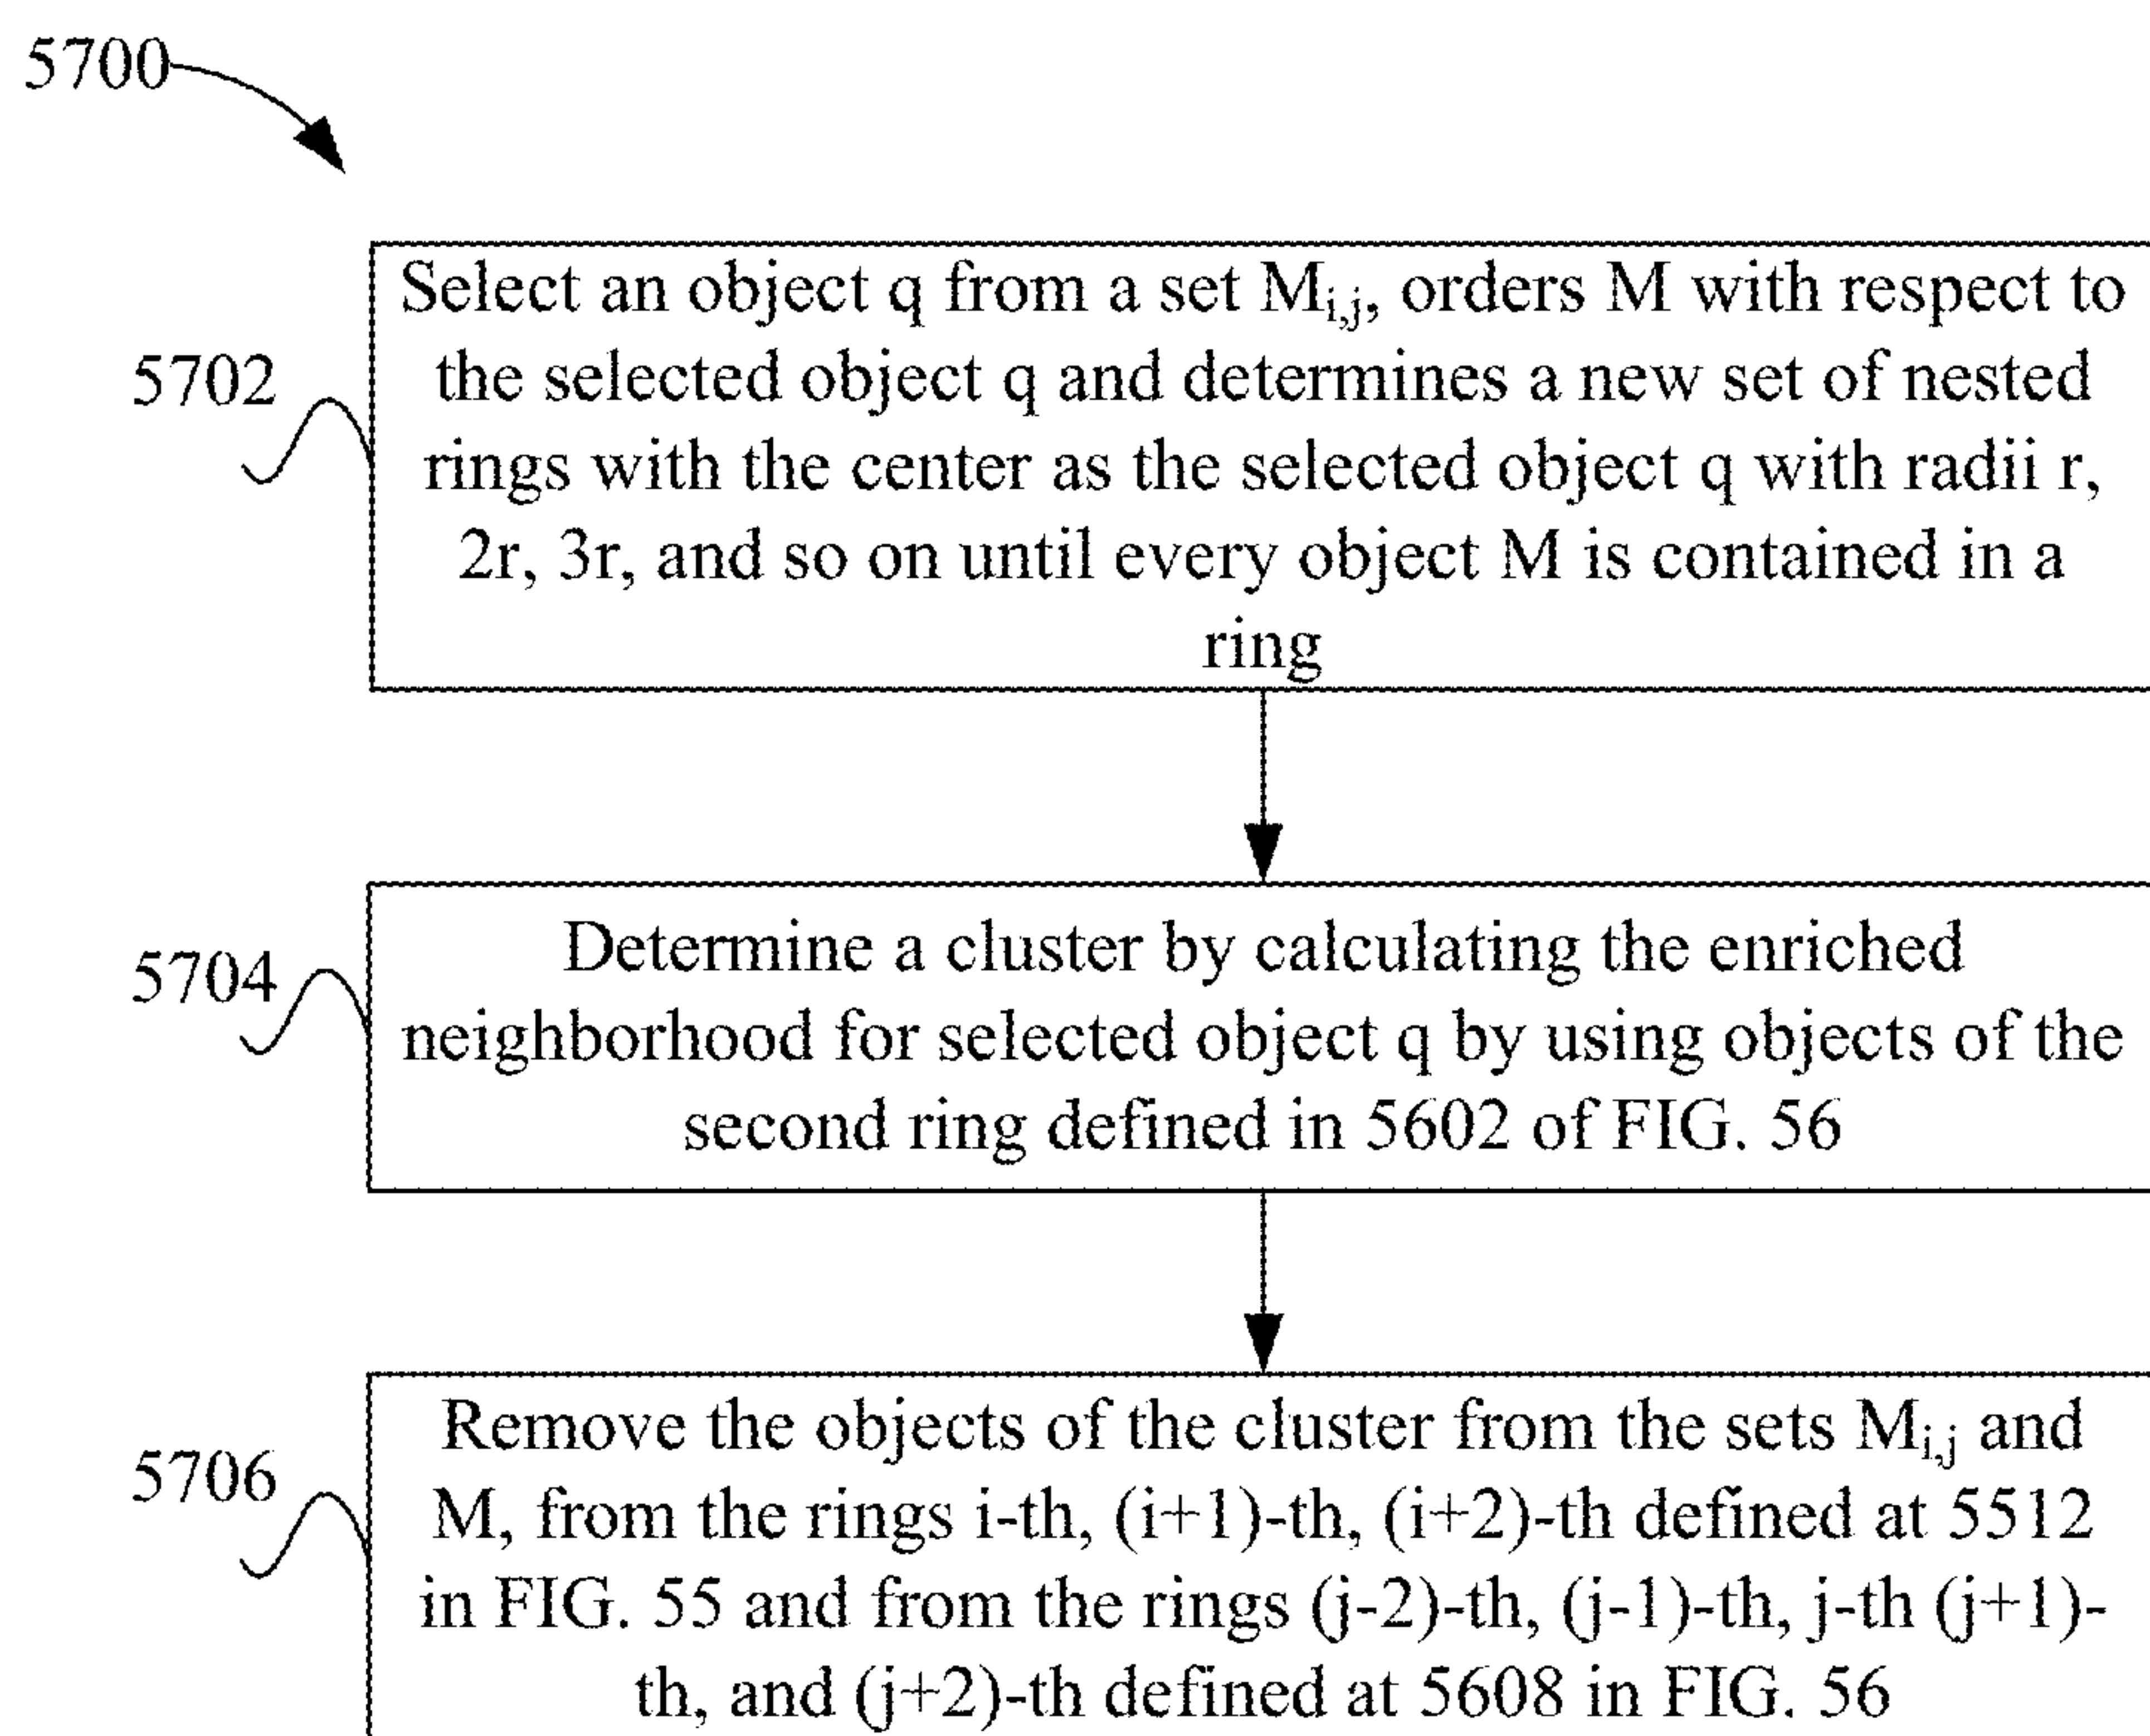 5700
Select an object q from a set Mi,j, orders M with respect to
5702
the selected object q and determines a new set of nested
rings with the center as the selected object q with radii r,
2r, 3r, and so on until every object M is contained in a
ring
Determine a cluster by calculating the enriched
5704
neighborhood for selected object q by using objects of the
second ring defined in 5602 of FIG. 56
Remove the objects of the cluster from the sets Mi,j and
5706
M, from the rings i-th, (i+1)-th, (i+2)-th defined at 5512
in FIG. 55 and from the rings (j-2)-th, (j-1)-th, j-th (j+1)-
th, and (j+2)-th defined at 5608 in FIG. 56